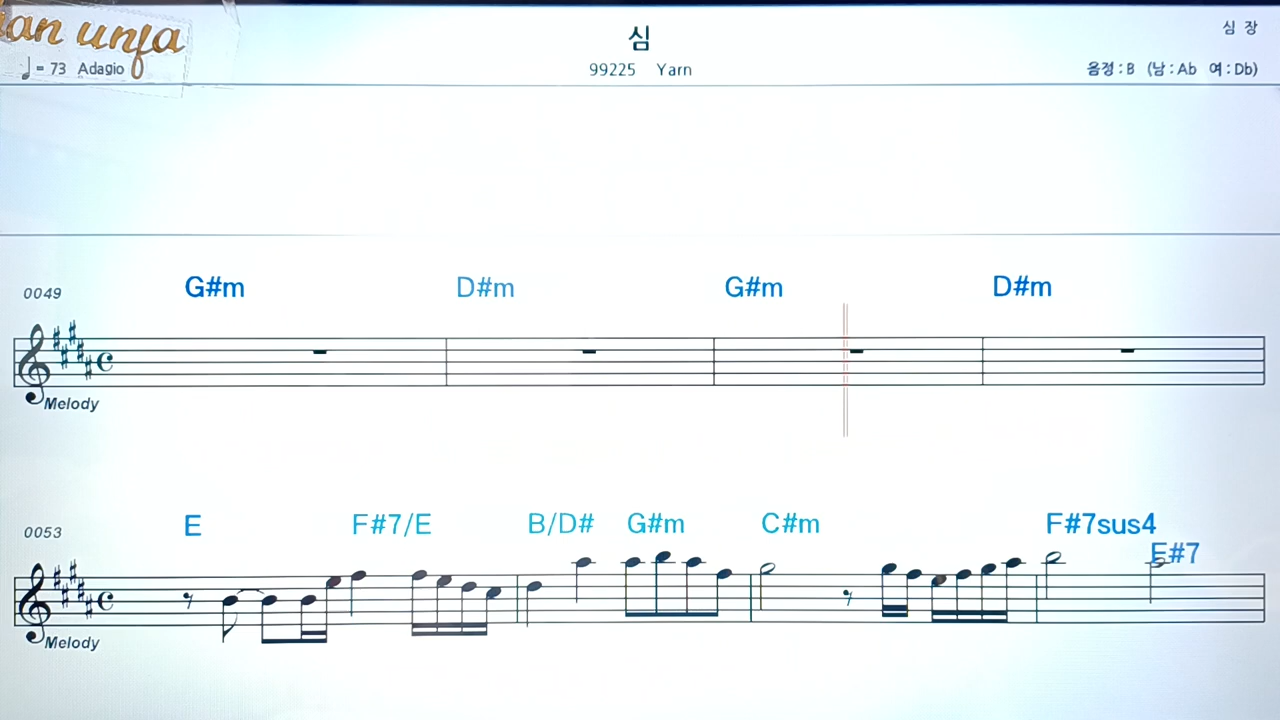 an unfa
심
심 장
♩= 73 Adagio
99225 Yarn
음정 : B (남 : Ab 여 : Db)
0049
G#m D#m G#m D#m
Melody
0053
E F#7/E B/D# G#m C#m F#7sus4
F#7
Melody